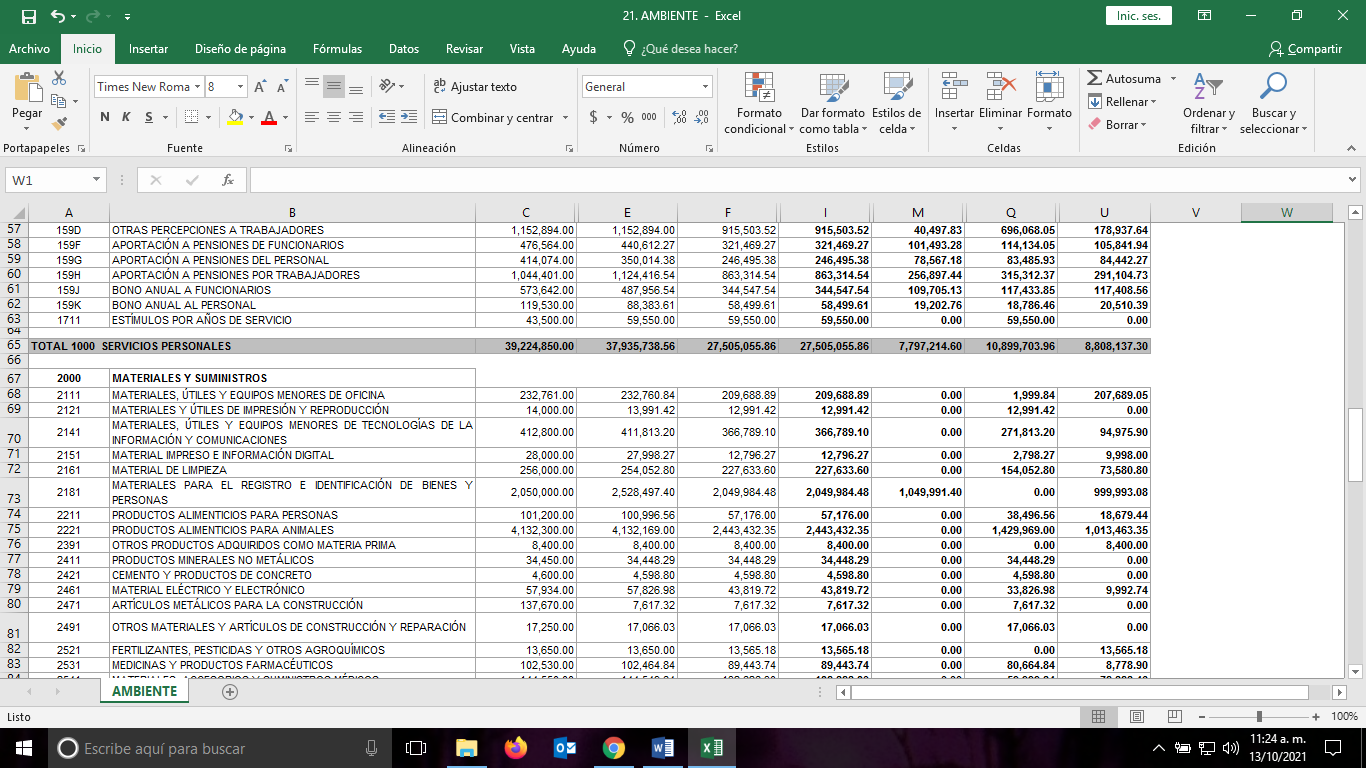 21. AMBIENTE - Excel
Inic. ses.
Archivo Inicio Insertar Diseño de página Fórmulas Datos Revisar Vista Ayuda ¿Qué desea hacer? Compartir
Pegar
Times New Roma 8
N K S
Ajustar texto
Combinar y centrar
General
$ % 000
Formato condicional
Dar formato como tabla
Estilos de celda
Insertar Eliminar Formato
Autosuma
Rellenar
Borrar
Ordenar y filtrar
Buscar y seleccionar
Portapapeles Fuente Alineación Número Estilos Celdas Edición
W1 fx
A B C E F I M Q U V W
57 159D OTRAS PERCEPCIONES A TRABAJADORES 1,152,894.00 1,152,894.00 915,503.52 915,503.52 40,497.83 696,068.05 178,937.64
58 159F APORTACIÓN A PENSIONES DE FUNCIONARIOS 476,564.00 440,612.27 321,469.27 321,469.27 101,493.28 114,134.05 105,841.94
59 159G APORTACIÓN A PENSIONES DEL PERSONAL 414,074.00 350,014.38 246,495.38 246,495.38 78,567.18 83,485.93 84,442.27
60 159H APORTACIÓN A PENSIONES POR TRABAJADORES 1,044,401.00 1,124,416.54 863,314.54 863,314.54 256,897.44 315,312.37 291,104.73
61 159J BONO ANUAL A FUNCIONARIOS 573,642.00 487,956.54 344,547.54 344,547.54 109,705.13 117,433.85 117,408.56
62 159K BONO ANUAL AL PERSONAL 119,530.00 88,383.61 58,499.61 58,499.61 19,202.76 18,786.46 20,510.39
63 1711 ESTÍMULOS POR AÑOS DE SERVICIO 43,500.00 59,550.00 59,550.00 59,550.00 0.00 59,550.00 0.00
64
65 TOTAL 1000 SERVICIOS PERSONALES 39,224,850.00 37,935,738.56 27,505,055.86 27,505,055.86 7,797,214.60 10,899,703.96 8,808,137.30
66
67 2000 MATERIALES Y SUMINISTROS
68 2111 MATERIALES, ÚTILES Y EQUIPOS MENORES DE OFICINA 232,761.00 232,760.84 209,688.89 209,688.89 0.00 1,999.84 207,689.05
69 2121 MATERIALES Y ÚTILES DE IMPRESIÓN Y REPRODUCCIÓN 14,000.00 13,991.42 12,991.42 12,991.42 0.00 12,991.42 0.00
70 2141 MATERIALES, ÚTILES Y EQUIPOS MENORES DE TECNOLOGÍAS DE LA
INFORMACIÓN Y COMUNICACIONES 412,800.00 411,813.20 366,789.10 366,789.10 0.00 271,813.20 94,975.90
71 2151 MATERIAL IMPRESO E INFORMACIÓN DIGITAL 28,000.00 27,998.27 12,796.27 12,796.27 0.00 2,798.27 9,998.00
72 2161 MATERIAL DE LIMPIEZA 256,000.00 254,052.80 227,633.60 227,633.60 0.00 154,052.80 73,580.80
73 2181 MATERIALES PARA EL REGISTRO E IDENTIFICACIÓN DE BIENES Y
PERSONAS 2,050,000.00 2,528,497.40 2,049,984.48 2,049,984.48 1,049,991.40 0.00 999,993.08
74 2211 PRODUCTOS ALIMENTICIOS PARA PERSONAS 101,200.00 100,996.56 57,176.00 57,176.00 0.00 38,496.56 18,679.44
75 2221 PRODUCTOS ALIMENTICIOS PARA ANIMALES 4,132,300.00 4,132,169.00 2,443,432.35 2,443,432.35 0.00 1,429,969.00 1,013,463.35
76 2391 OTROS PRODUCTOS ADQUIRIDOS COMO MATERIA PRIMA 8,400.00 8,400.00 8,400.00 8,400.00 0.00 0.00 8,400.00
77 2411 PRODUCTOS MINERALES NO METÁLICOS 34,450.00 34,448.29 34,448.29 34,448.29 0.00 34,448.29 0.00
78 2421 CEMENTO Y PRODUCTOS DE CONCRETO 4,600.00 4,598.80 4,598.80 4,598.80 0.00 4,598.80 0.00
79 2461 MATERIAL ELÉCTRICO Y ELECTRÓNICO 57,934.00 57,826.98 43,819.72 43,819.72 0.00 33,826.98 9,992.74
80 2471 ARTÍCULOS METÁLICOS PARA LA CONSTRUCCIÓN 137,670.00 7,617.32 7,617.32 7,617.32 0.00 7,617.32 0.00
81 2491 OTROS MATERIALES Y ARTÍCULOS DE CONSTRUCCIÓN Y REPARACIÓN 17,250.00 17,066.03 17,066.03 17,066.03 0.00 17,066.03 0.00
82 2521 FERTILIZANTES, PESTICIDAS Y OTROS AGROQUÍMICOS 13,650.00 13,650.00 13,565.18 13,565.18 0.00 0.00 13,565.18
83 2531 MEDICINAS Y PRODUCTOS FARMACÉUTICOS 102,530.00 102,464.84 89,443.74 89,443.74 0.00 80,664.84 8,778.90
AMBIENTE
Listo 100%
Escribe aquí para buscar
11:24 a. m.
13/10/2021